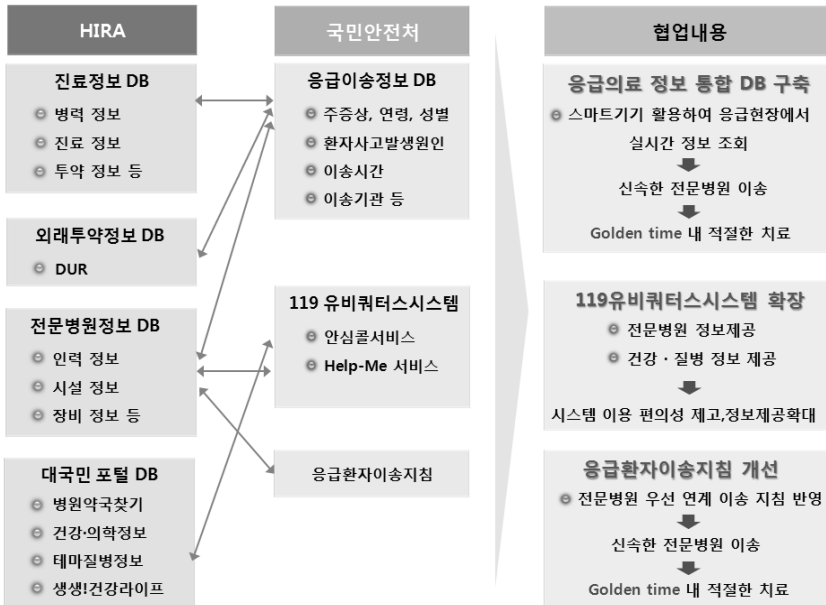 HIRA
진료정보 DB
병력 정보
진료 정보
투약 정보 등
외래투약정보 DB
DUR
전문병원정보 DB
인력 정보
시설 정보
장비 정보 등
대국민 포털 DB
병원약국찾기
건강·의학정보
테마질병정보
생생!건강라이프
국민안전처
응급이송정보 DB
주증상, 연령, 성별
환자사고발생원인
이송시간
이송기관 등
119 유비쿼터스시스템
안심콜서비스
Help-Me 서비스
응급환자이송지침
협업내용
응급의료 정보 통합 DB 구축
스마트기기 활용하여 응급현장에서
실시간 정보 조회
신속한 전문병원 이송
Golden time 내 적절한 치료
119유비쿼터스시스템 확장
전문병원 정보제공
건강 · 질병 정보 제공
시스템 이용 편의성 제고,정보제공확대
응급환자이송지침 개선
전문병원 우선 연계 이송 지침 반영
신속한 전문병원 이송
Golden time 내 적절한 치료